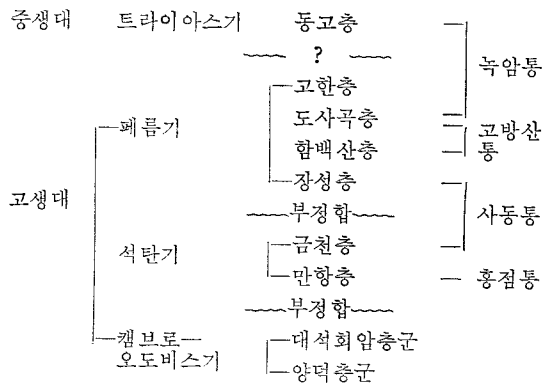 중생대 트라이아스기 동고층
? 녹암통
고한층
도사곡층 고방산
페름기 함백산층 통
장성층
고생대 부정합 사동통
석탄기 금천층
만항층 홍점통
부정합
캠브로 대석회암층군
오도비스기 양덕층군